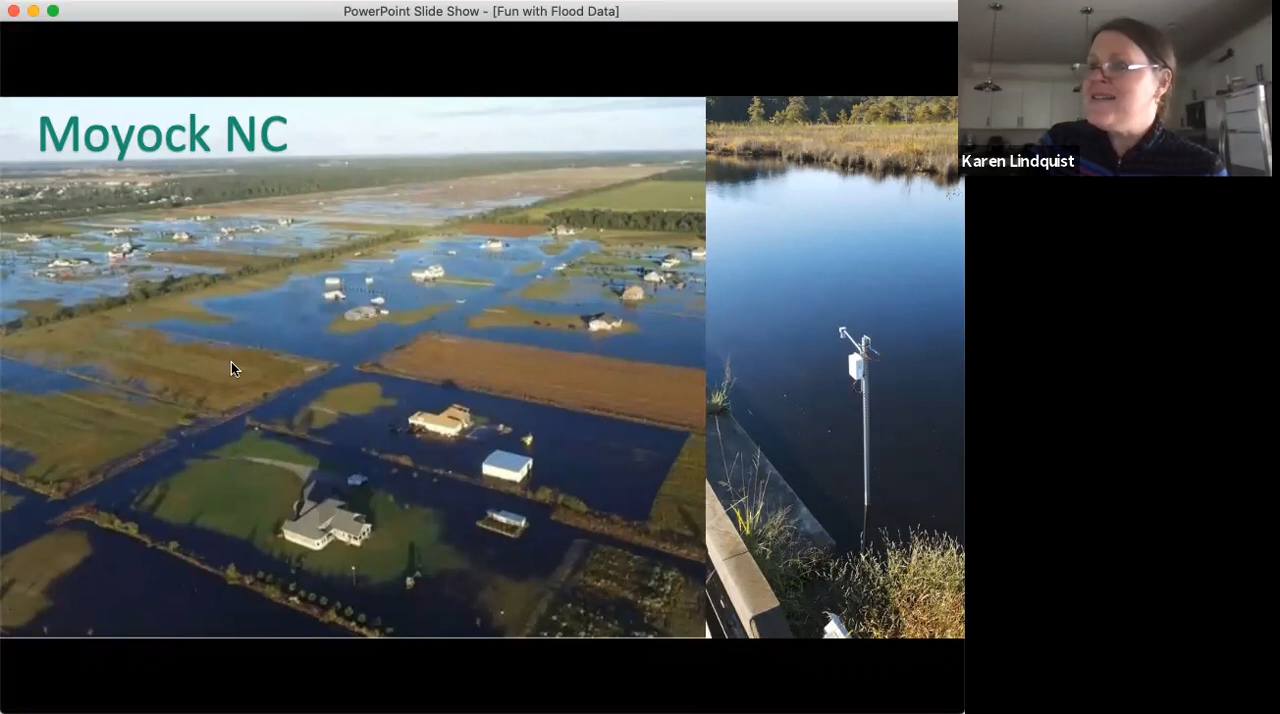 PowerPoint Slide Show - [Fun with Flood Data]
Moyock NC
Karen Lindquist